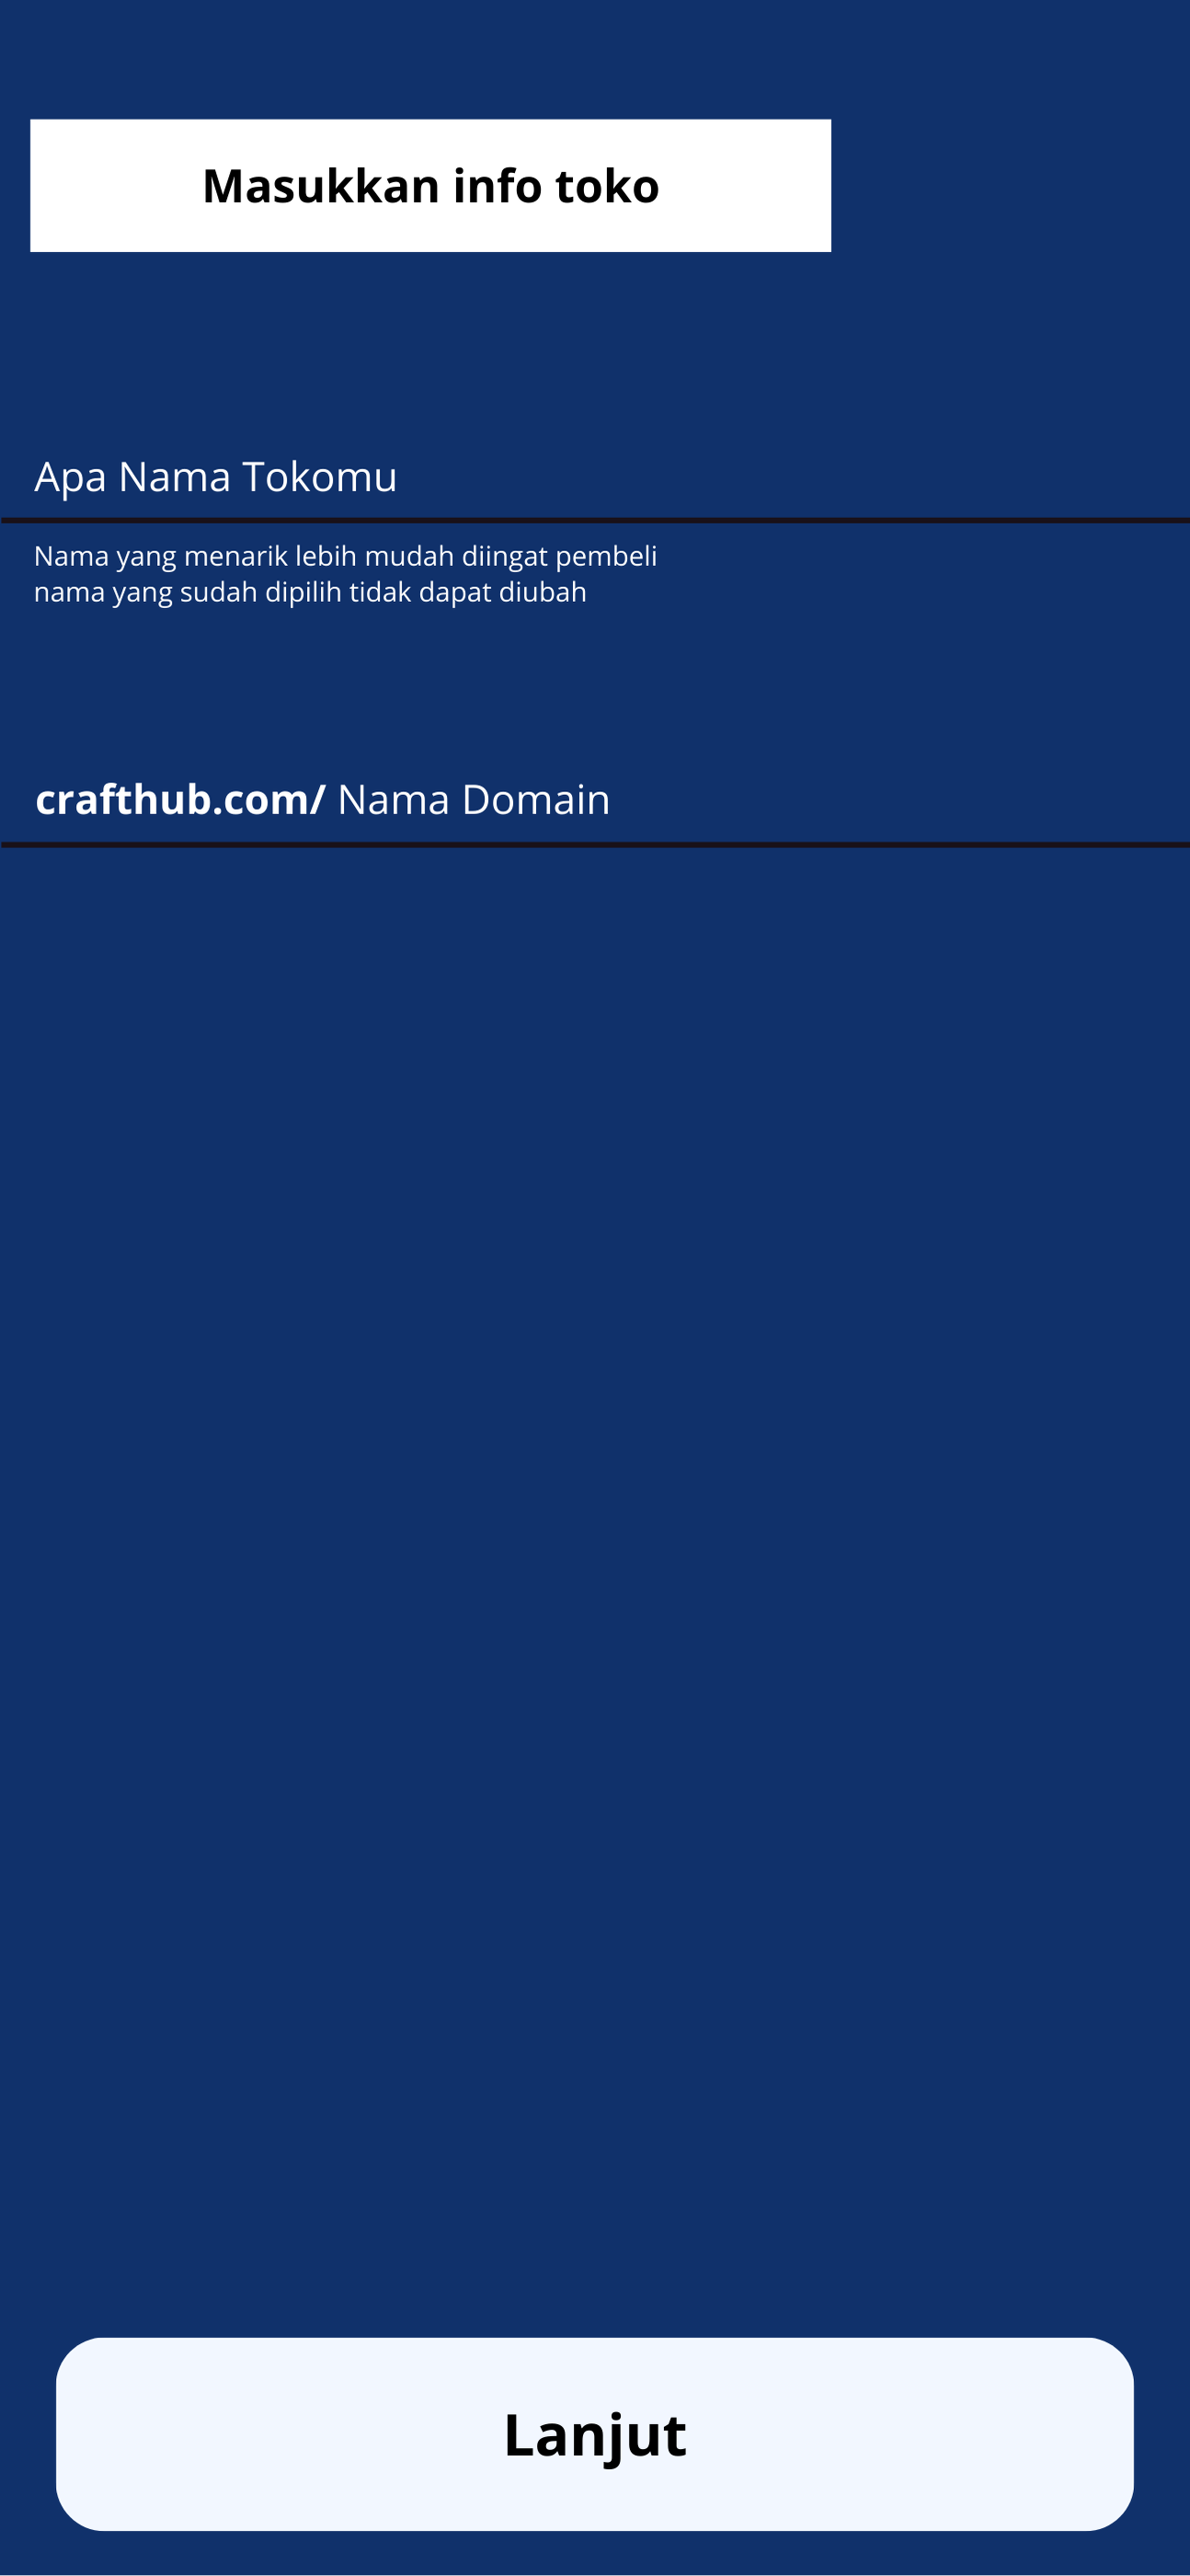 Masukkan info toko
Apa Nama Tokomu
Nama yang menarik lebih mudah diingat pembeli
nama yang sudah dipilih tidak dapat diubah
crafthub.com/ Nama Domain
Lanjut